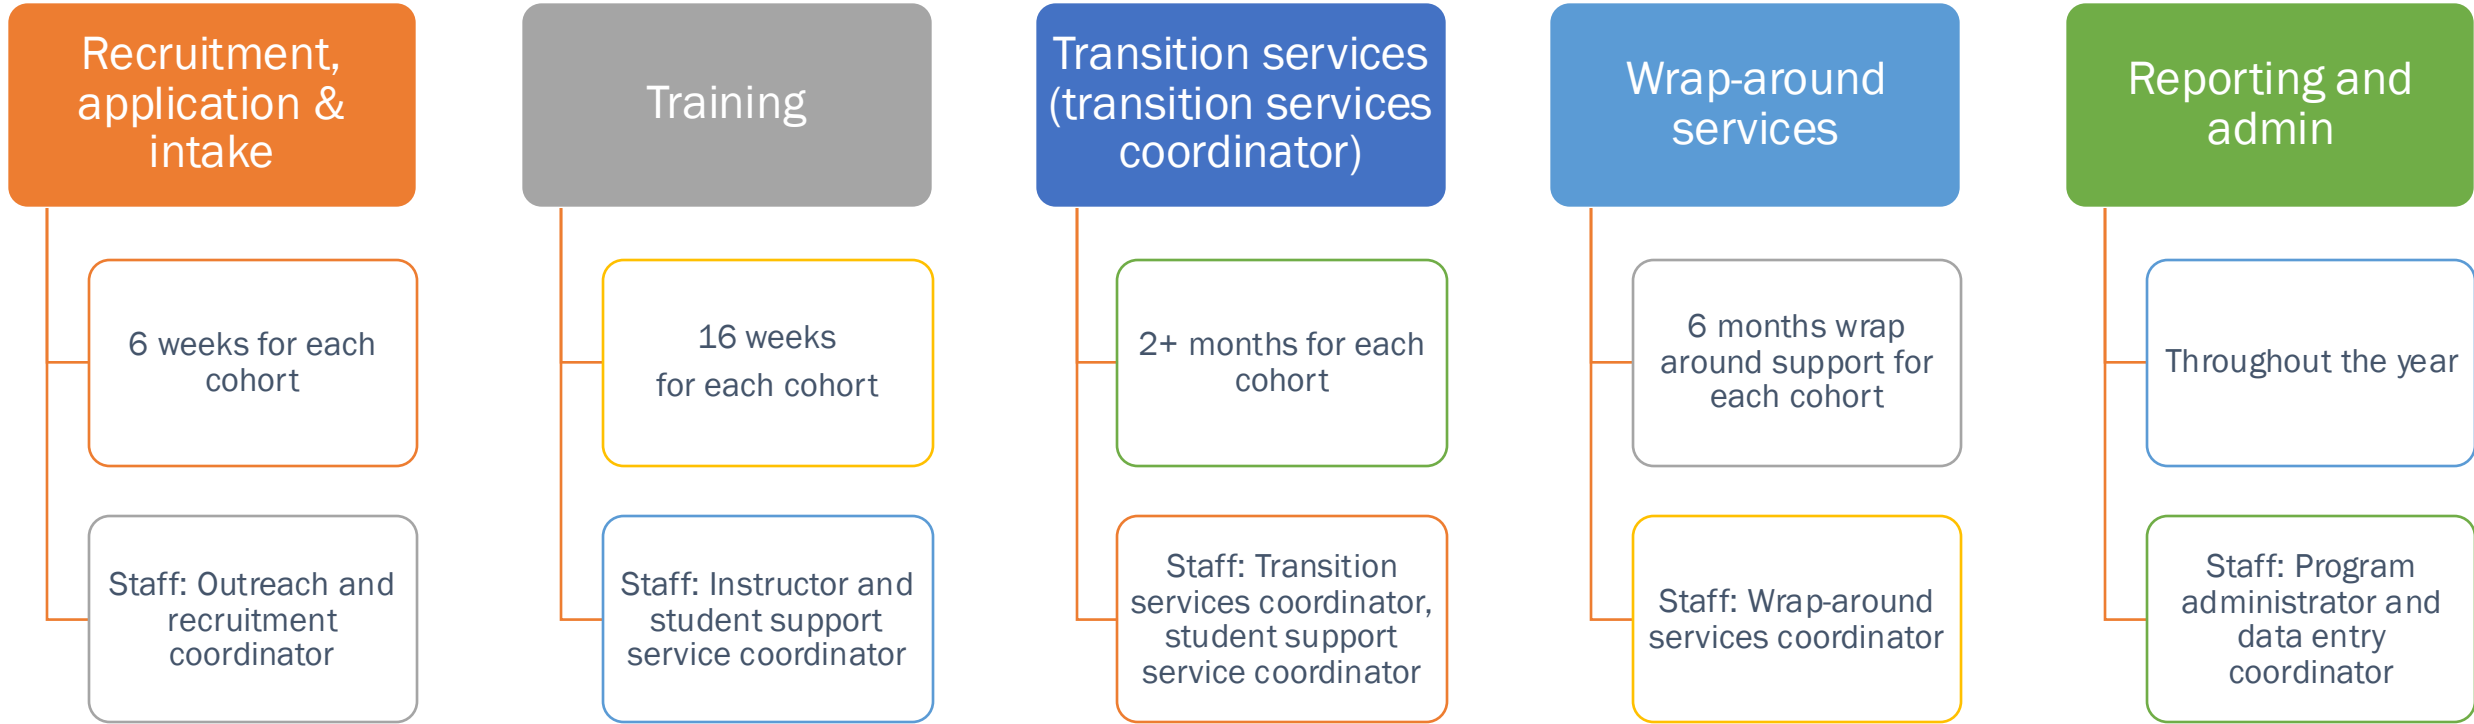 Recruitment,
application &
intake
6 weeks for each
cohort
Staff: Outreach and
recruitment
coordinator
Training
16 weeks
for each cohort
Staff: Instructor and
student support
service coordinator
Transition services
(transition services
coordinator)
2+ months for each
cohort
Staff: Transition
services coordinator,
student support
service coordinator
Wrap-around
services
6 months wrap
around support for
each cohort
Staff: Wrap-around
services coordinator
Reporting and
admin
Throughout the year
Staff: Program
administrator and
data entry
coordinator